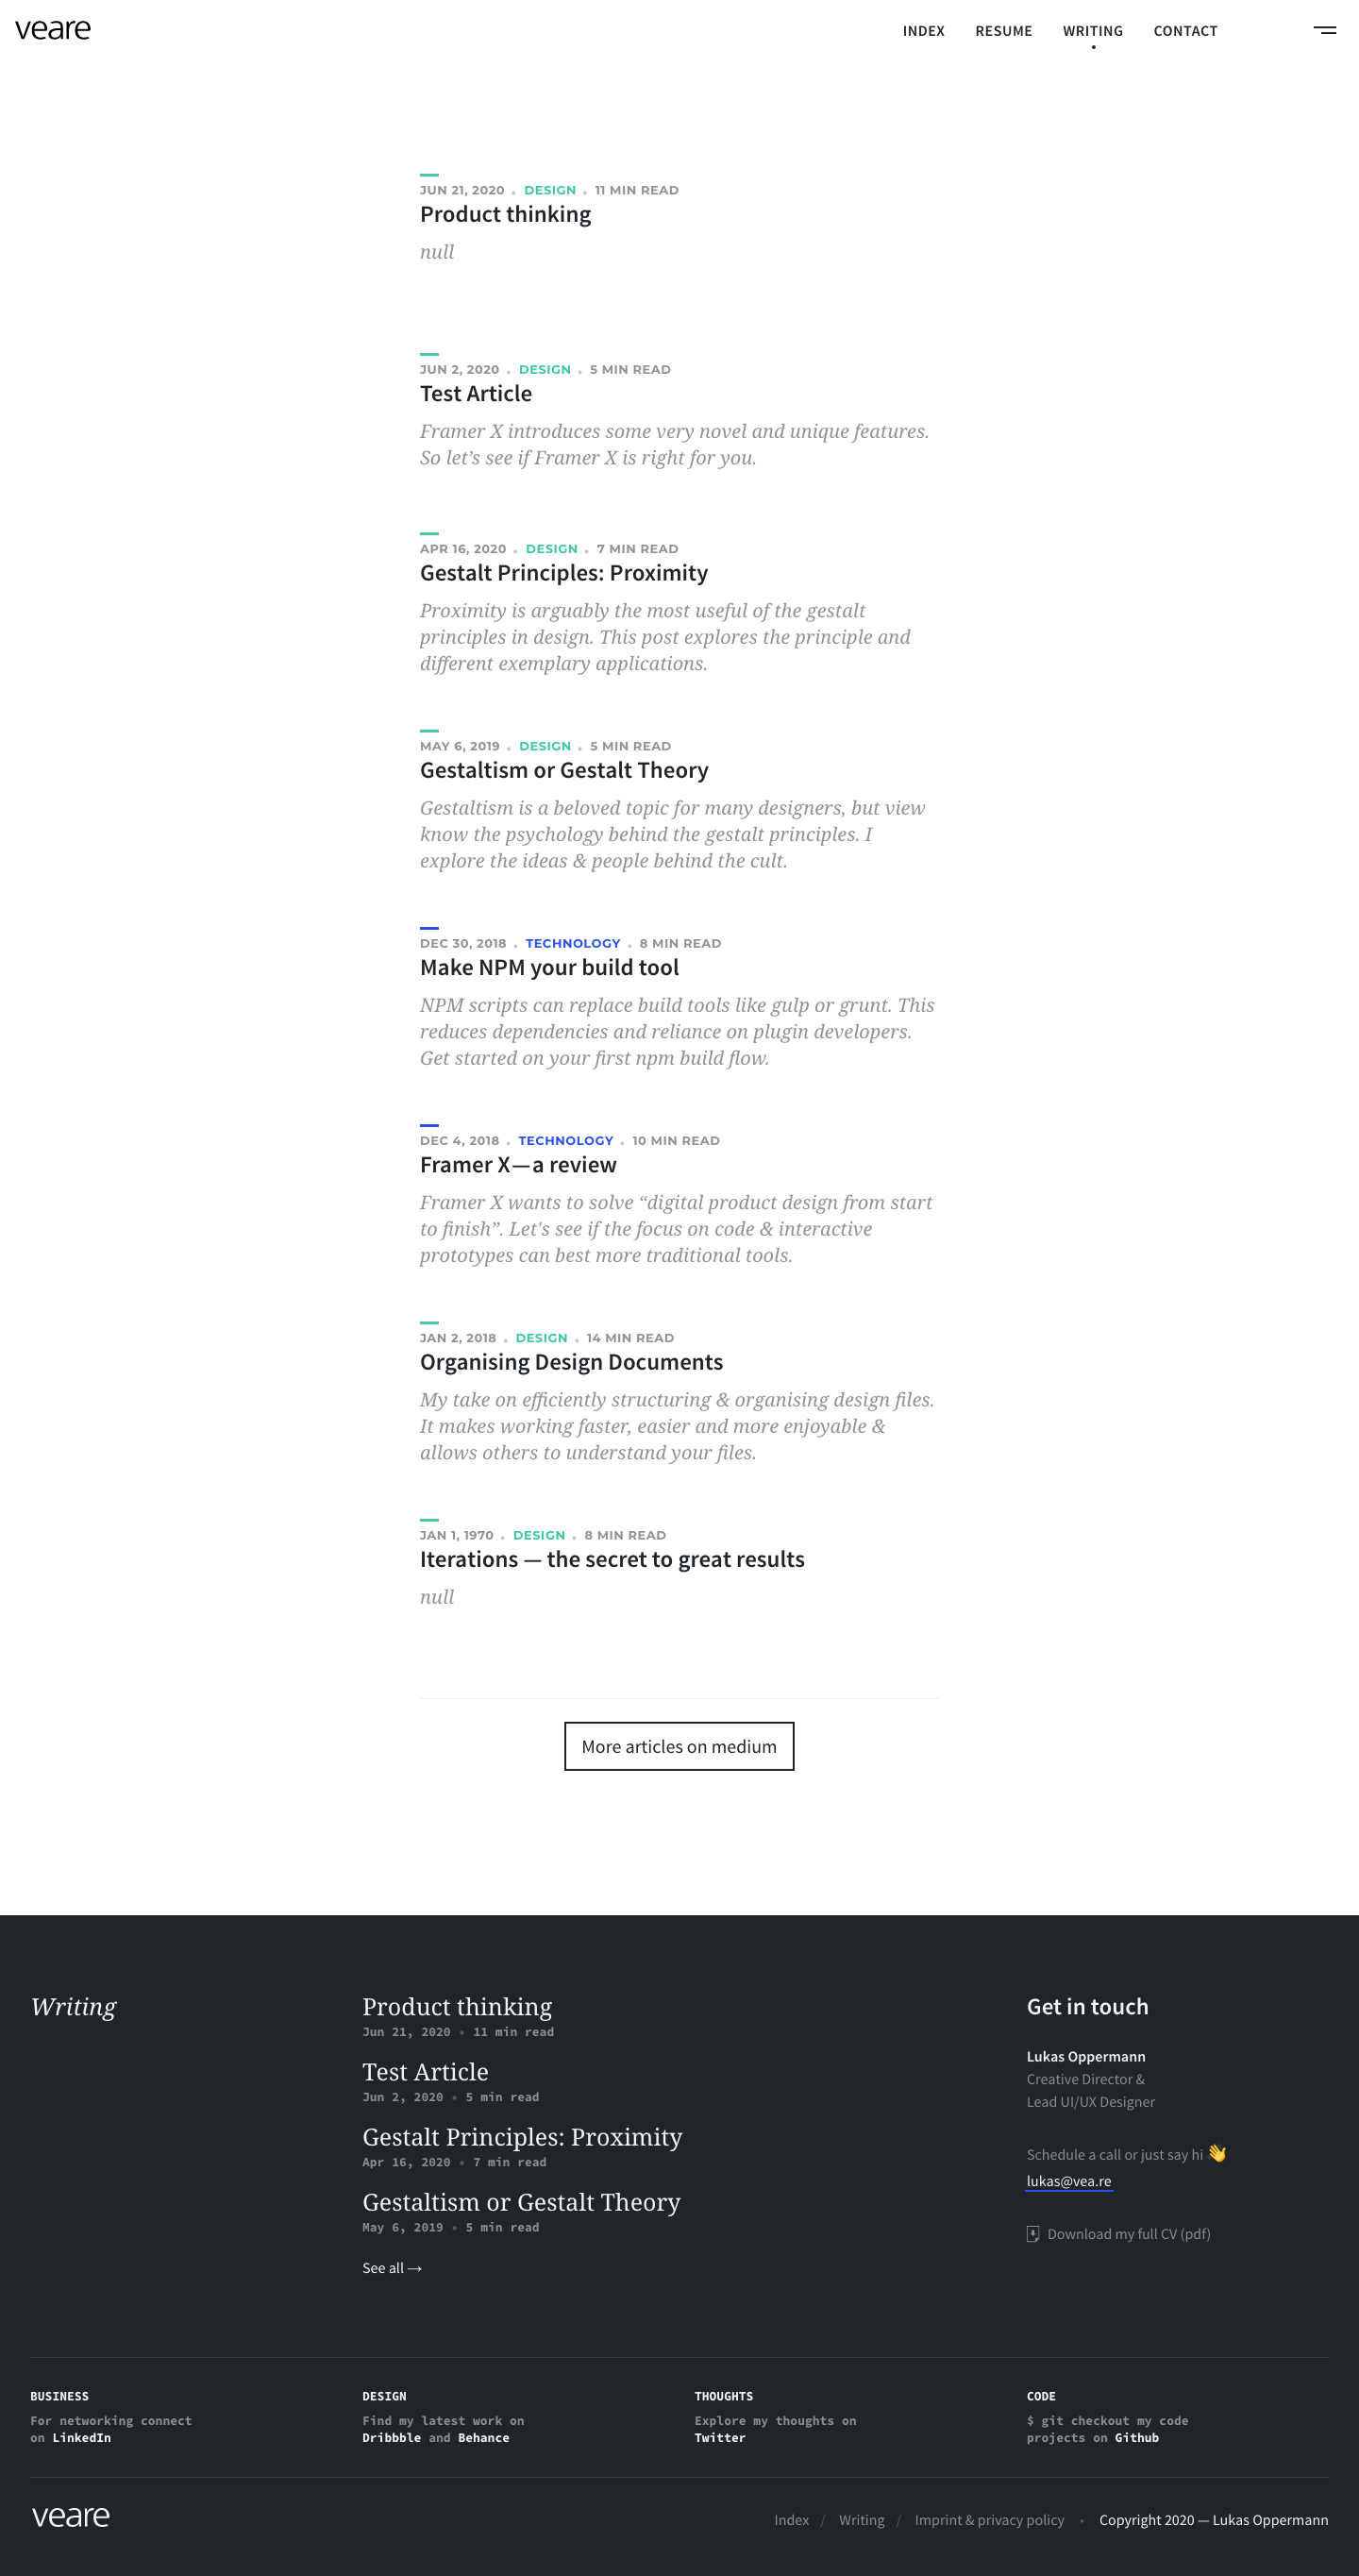 veare
INDEX RESUME WRITING CONTACT
JUN 21, 2020 • DESIGN • 11 MIN READ
Product thinking
null
JUN 2, 2020 • DESIGN • 5 MIN READ
Test Article
Framer X introduces some very novel and unique features.
So let’s see if Framer X is right for you.
APR 16, 2020 • DESIGN • 7 MIN READ
Gestalt Principles: Proximity
Proximity is arguably the most useful of the gestalt
principles in design. This post explores the principle and
different exemplary applications.
MAY 6, 2019 • DESIGN • 5 MIN READ
Gestaltism or Gestalt Theory
Gestaltism is a beloved topic for many designers, but view
know the psychology behind the gestalt principles. I
explore the ideas & people behind the cult.
DEC 30, 2018 • TECHNOLOGY • 8 MIN READ
Make NPM your build tool
NPM scripts can replace build tools like gulp or grunt. This
reduces dependencies and reliance on plugin developers.
Get started on your first npm build flow.
DEC 4, 2018 • TECHNOLOGY • 10 MIN READ
Framer X—a review
Framer X wants to solve “digital product design from start
to finish”. Let's see if the focus on code & interactive
prototypes can best more traditional tools.
JAN 2, 2018 • DESIGN • 14 MIN READ
Organising Design Documents
My take on efficiently structuring & organising design files.
It makes working faster, easier and more enjoyable &
allows others to understand your files.
JAN 1, 1970 • DESIGN • 8 MIN READ
Iterations — the secret to great results
null
More articles on medium
Writing
Product thinking
Jun 21, 2020 • 11 min read
Test Article
Jun 2, 2020 • 5 min read
Gestalt Principles: Proximity
Apr 16, 2020 • 7 min read
Gestaltism or Gestalt Theory
May 6, 2019 • 5 min read
See all →
Get in touch
Lukas Oppermann
Creative Director &
Lead UI/UX Designer
Schedule a call or just say hi 👋
lukas@vea.re
Download my full CV (pdf)
BUSINESS
For networking connect
on LinkedIn
DESIGN
Find my latest work on
Dribbble and Behance
THOUGHTS
Explore my thoughts on
Twitter
CODE
$ git checkout my code
projects on Github
veare
Index / Writing / Imprint & privacy policy • Copyright 2020 — Lukas Oppermann